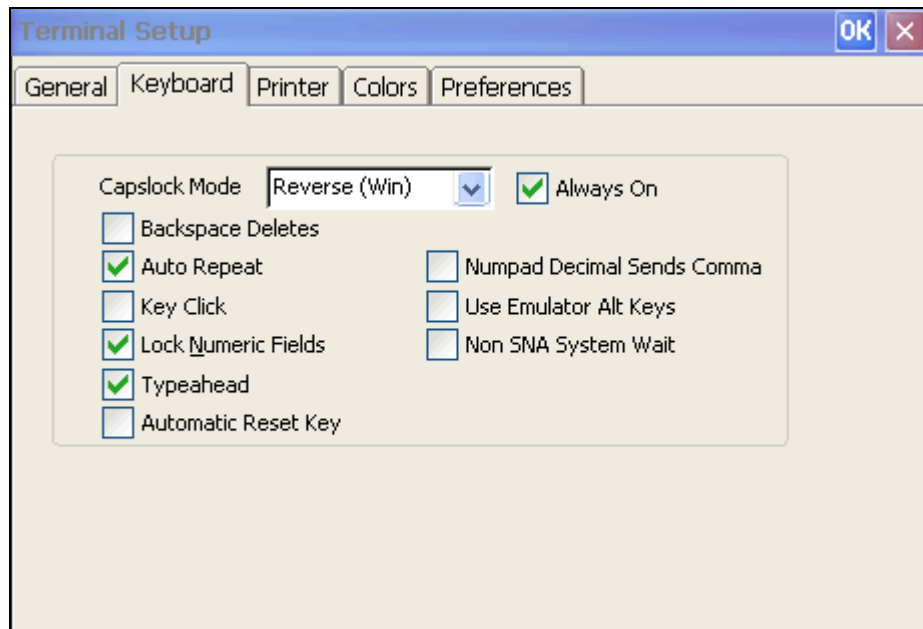 Terminal Setup OK
General Keyboard Printer Colors Preferences
Capslock Mode Reverse (Win) Always On
Backspace Deletes
Auto Repeat Numpad Decimal Sends Comma
Key Click Use Emulator Alt Keys
Lock Numeric Fields Non SNA System Wait
Typeahead
Automatic Reset Key